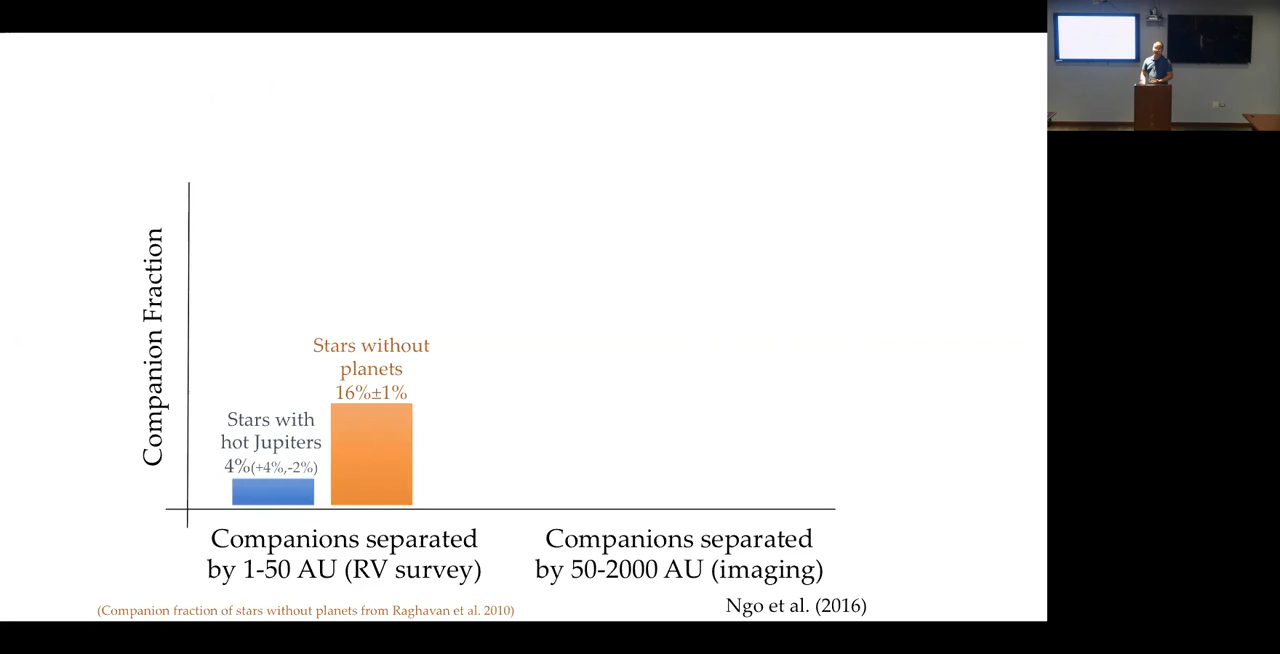 Companion Fraction
Stars without
planets
16%±1%
Stars with
hot Jupiters
4%(+4%,-2%)
Companions separated
by 1-50 AU (RV survey)
Companions separated
by 50-2000 AU (imaging)
(Companion fraction of stars without planets from Raghavan et al. 2010)
Ngo et al. (2016)